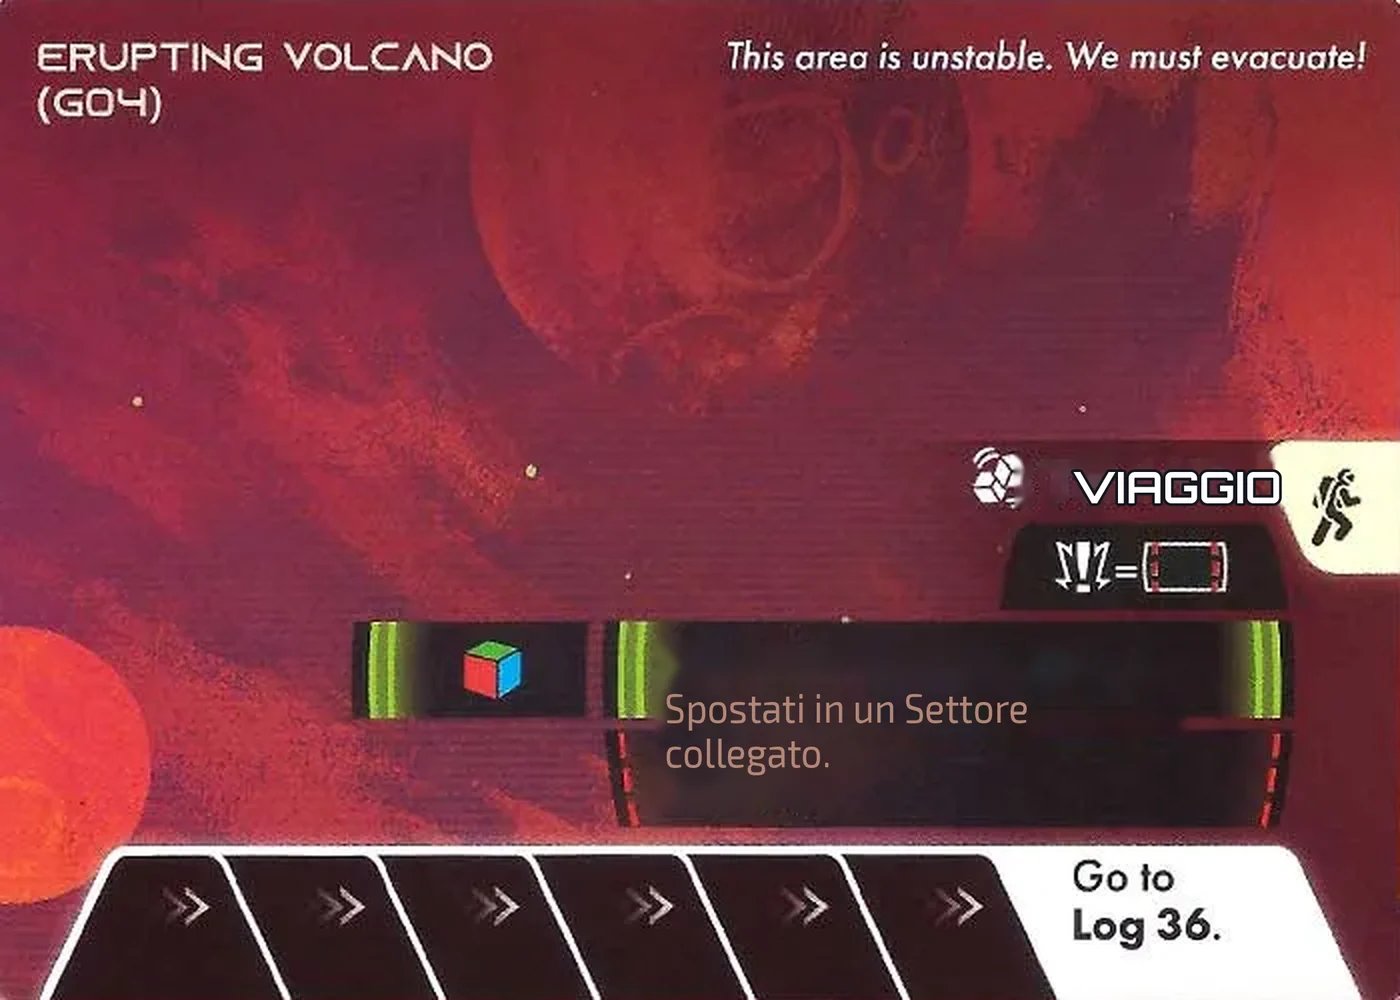 ERUPTING VOLCANO
(G04)
This area is unstable. We must evacuate!
VIAGGIO
!=
Spostati in un Settore
collegato.
Go to
Log 36.